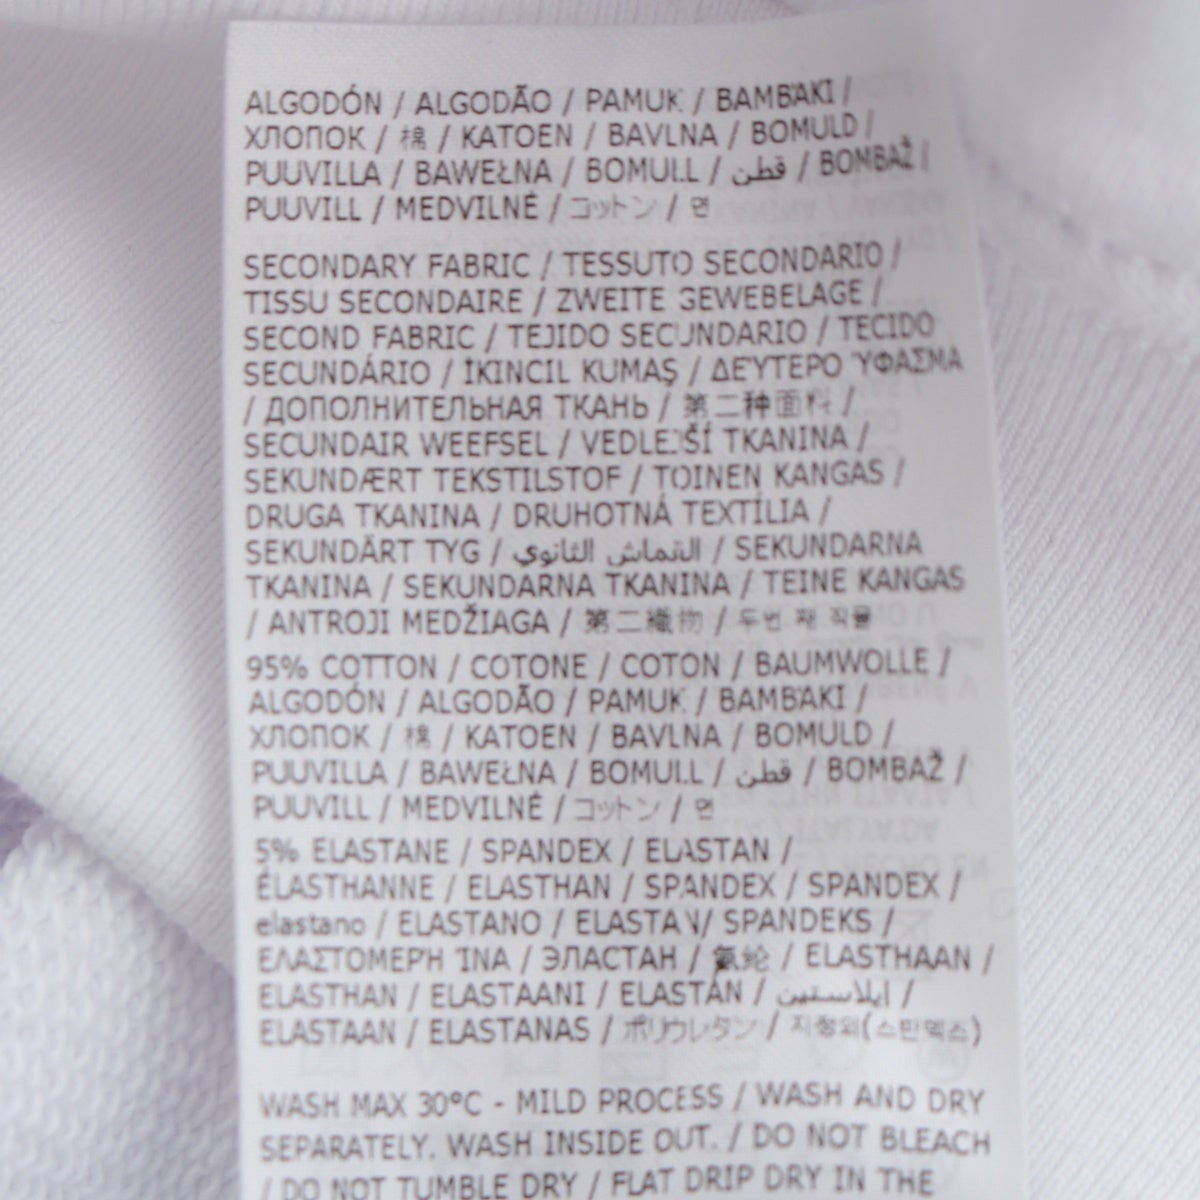 ALGODÓN / ALGODÃO / PAMUK / BAMBAKI /
ХЛОПОК / 棉 / KATOEN / BAVLNA / BOMULD /
PUUVILLA / BAWEŁNA / BOMULL / قطن / BOMBAŽ /
PUUVILL / MEDVILNĖ / コットン / 면
SECONDARY FABRIC / TESSUTO SECONDARIO /
TISSU SECONDAIRE / ZWEITE GEWEBELAGE /
SECOND FABRIC / TEJIDO SECUNDARIO / TECIDO
SECUNDÁRIO / İKINCIL KUMAŞ / ΔΕΎΤΕΡΟ ΎΦΑΣΜΑ
/ ДОПОЛНИТЕЛЬНАЯ ТКАНЬ / 第二种面料 /
SECUNDAIR WEEFSEL / VEDLEJŠÍ TKANINA /
SEKUNDÆRT TEKSTILSTOF / TOINEN KANGAS /
DRUGA TKANINA / DRUHOTNÁ TEXTÍLIA /
SEKUNDÄRT TYG / القماش الثانوي / SEKUNDARNA
TKANINA / SEKUNDARNA TKANINA / TEINE KANGAS
/ ANTROJI MEDŽIAGA / 第二織物 / 두번 째 직물
95% COTTON / COTONE / COTON / BAUMWOLLE /
ALGODÓN / ALGODÃO / PAMUK / BAMBAKI /
ХЛОПОК / 棉 / KATOEN / BAVLNA / BOMULD /
PUUVILLA / BAWEŁNA / BOMULL / قطن / BOMBAŽ /
PUUVILL / MEDVILNĖ / コットン / 면
5% ELASTANE / SPANDEX / ELASTAN /
ÉLASTHANNE / ELASTHAN / SPANDEX / SPANDEX /
elastano / ELASTANO / ELASTAN/ SPANDEKS /
ΕΛΑΣΤΟΜΕΡΉ ΊΝΑ / ЭЛАСТАН / 氨纶 / ELASTHAAN /
ELASTHAN / ELASTAANI / ELASTÁN / ايلاستين /
ELASTAAN / ELASTANAS / ポリウレタン / 지정외(스판덱스)
WASH MAX 30°C - MILD PROCESS / WASH AND DRY
SEPARATELY. WASH INSIDE OUT. / DO NOT BLEACH
/ DO NOT TUMBLE DRY / FLAT DRIP DRY IN THE